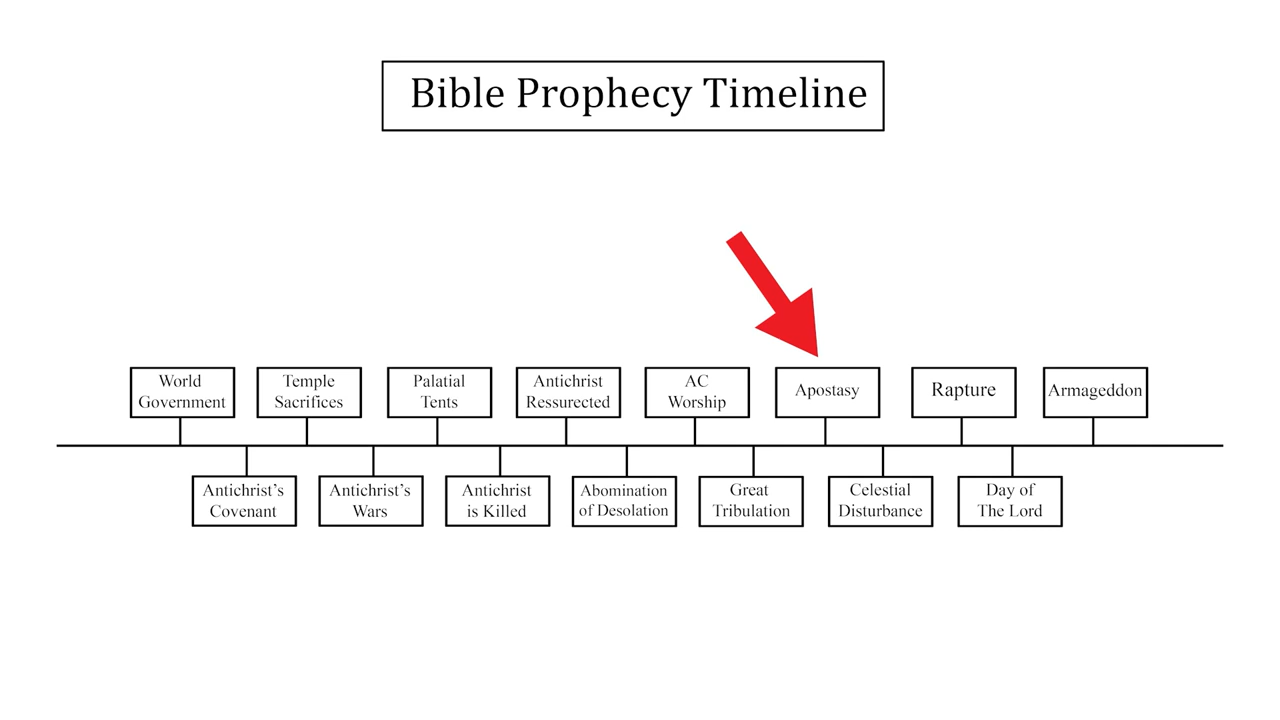 Bible Prophecy Timeline
World
Government
Temple
Sacrifices
Palatial
Tents
Antichrist
Ressurected
AC
Worship
Apostasy
Rapture
Armageddon
Antichrist’s
Covenant
Antichrist’s
Wars
Antichrist
is Killed
Abomination
of Desolation
Great
Tribulation
Celestial
Disturbance
Day of
The Lord